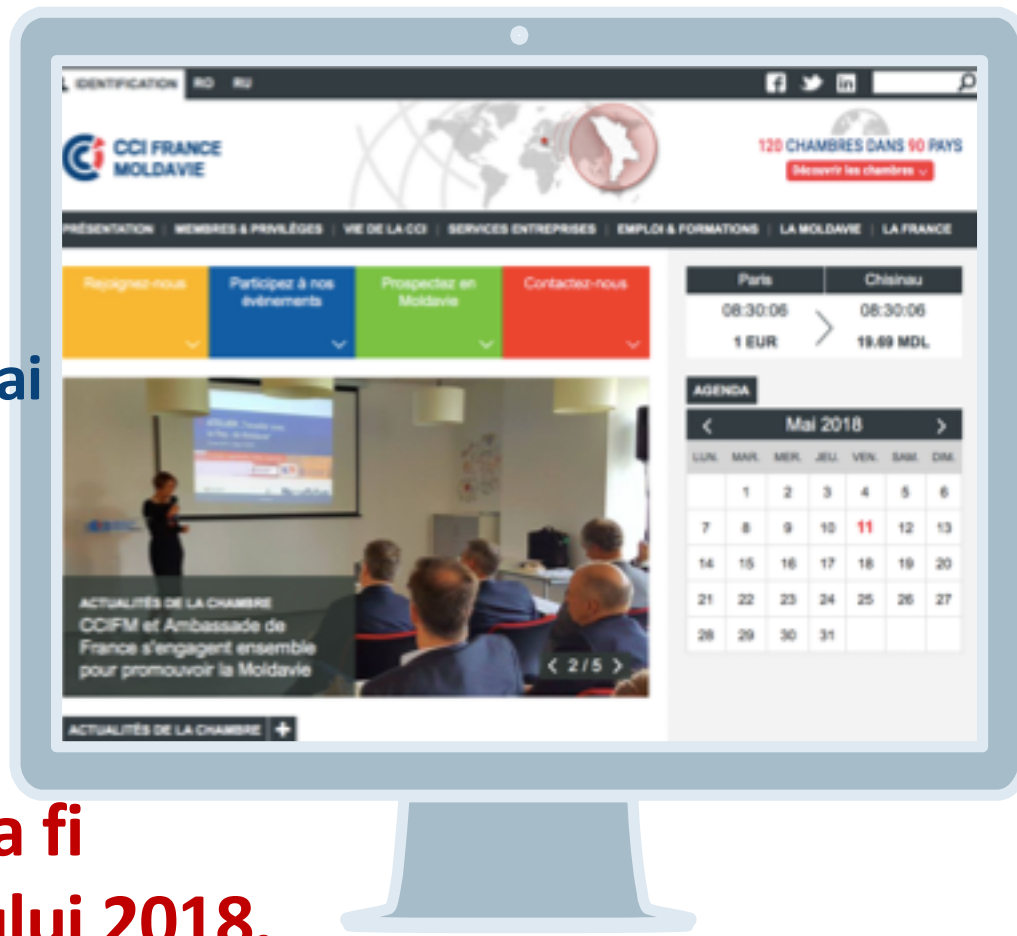 IDENTIFICATION RO RU
CCI FRANCE
MOLDAVIE
120 CHAMBRES DANS 90 PAYS
Découvrir les chambres
PRÉSENTATION | MEMBRES & PRIVILÈGES | VIE DE LA CCI | SERVICES ENTREPRISES | EMPLOI & FORMATIONS | LA MOLDAVIE | LA FRANCE
Rejoignez-nous
Participez à nos
évènements
Prospectez en
Moldavie
Contactez-nous
Paris Chisinau
08:30:06 08:30:06
1 EUR 19.69 MDL
ai
AGENDA
< Mai 2018 >
LUN. MAR. MER. JEU. VEN. SAM. DIM.
1 2 3 4 5 6
7 8 9 10 11 12 13
14 15 16 17 18 19 20
21 22 23 24 25 26 27
28 29 30 31
ACTUALITÉS DE LA CHAMBRE
CCIFM et Ambassade de
France s'engagent ensemble
pour promouvoir la Moldavie
< 2 / 5 >
ACTUALITÉS DE LA CHAMBRE +
a fi
ului 2018.